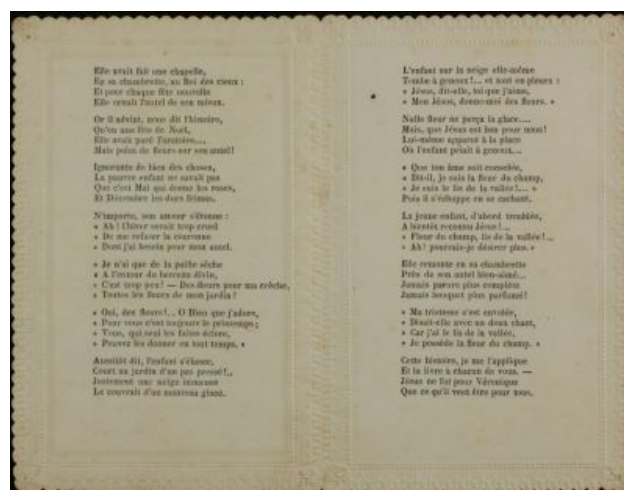 Elle avait fait une chapelle,
En sa chambrette, au Roi des cieux :
Et pour chaque fête nouvelle
Elle ornait l'autel de son mieux.
Or il advint, nous dit l'histoire,
Qu'en une fête de Noël,
Elle avait paré l'oratoire....
Mais point de fleurs sur son autel!
Ignorante de bien des choses,
La pauvre enfant ne savait pas
Que c'est Mai qui donne les roses,
Et Décembre les durs frimas.
N'importe, son amour s'étonne :
« Ah ! l'hiver serait trop cruel
« De me refuser la couronne
« Dont j'ai besoin pour mon autel.
« Je n'ai que de la paille sèche
« A l'entour du berceau divin,
« C'est trop peu ! — Des fleurs pour ma crèche,
« Toutes les fleurs de mon jardin !
« Oui, des fleurs !... O Dieu que j'adore,
« Pour vous c'est toujours le printemps ;
« Vous, qui seul les faites éclore,
« Pouvez les donner en tout temps. »
Aussitôt dit, l'enfant s'élance,
Court au jardin d'un pas pressé !..
Justement une neige immense
Le couvrait d'un manteau glacé.
L'enfant sur la neige elle-même
Tombe à genoux !... et tout en pleurs :
« Jésus, dit-elle, toi que j'aime,
« Mon Jésus, donne-moi des fleurs. »
Nulle fleur ne perça la glace....
Mais, que Jésus est bon pour nous !
Lui-même apparut à la place
Où l'enfant priait à genoux...
« Que ton âme soit consolée,
« Dit-il, je suis la fleur du champ,
« Je suis le lis de la vallée !... »
Puis il s'échappe en se cachant.
La jeune enfant, d'abord troublée,
A bientôt reconnu Jésus !...
« Fleur du champ, lis de la vallée !...
« Ah ! pourrais-je désirer plus. »
Elle remonte en sa chambrette
Près de son autel bien-aimé...
Jamais parure plus complète
Jamais bouquet plus parfumé !
« Ma tristesse s'est envolée,
« Disait-elle avec un doux chant,
« Car j'ai le lis de la vallée,
« Je possède la fleur du champ. »
Cette histoire, je me l'applique
Et la livre à chacun de vous. —
Jésus ne fut pour Véronique
Que ce qu'il veut être pour nous.